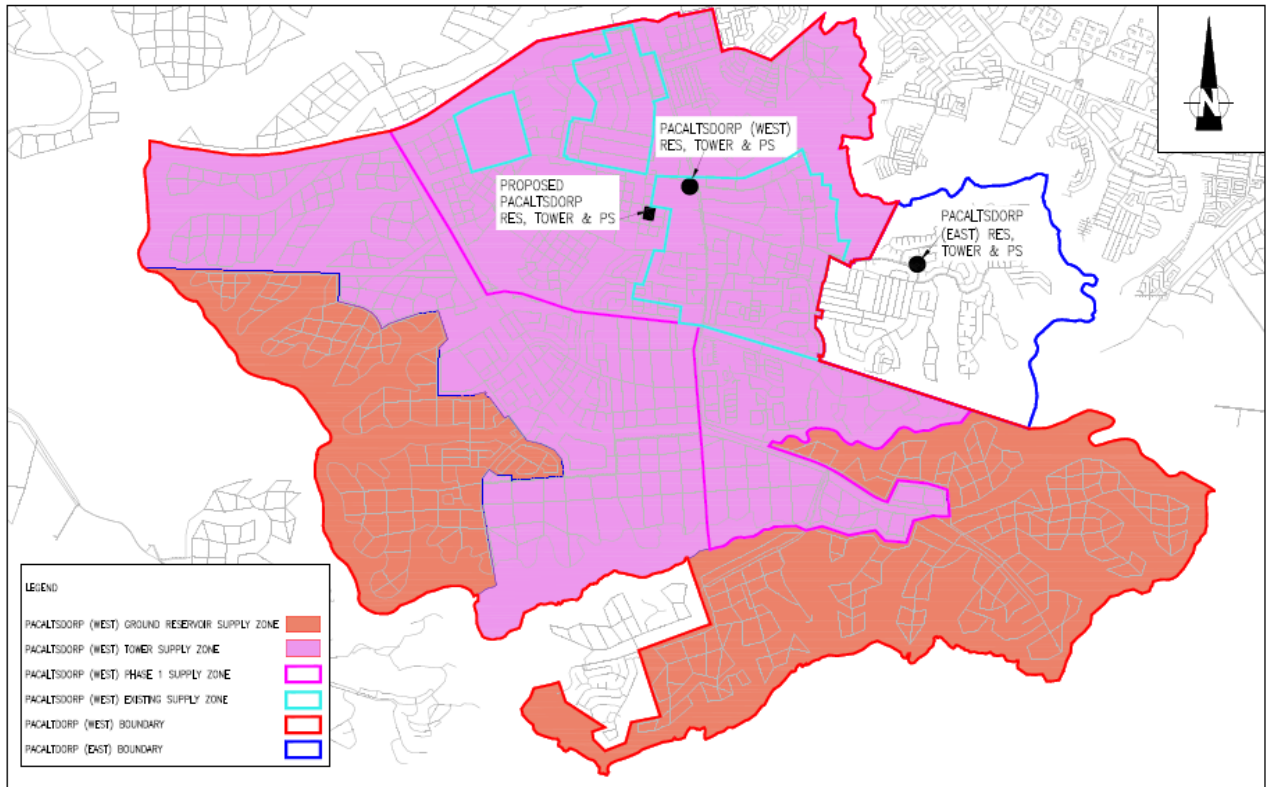 N
PACALTSDORP (WEST)
RES, TOWER & PS
PROPOSED
PACALTSDORP
RES, TOWER & PS
PACALTSDORP
(EAST) RES,
TOWER & PS
LEGEND
PACALTSDORP (WEST) GROUND RESERVOIR SUPPLY ZONE
PACALTSDORP (WEST) TOWER SUPPLY ZONE
PACALTSDORP (WEST) PHASE 1 SUPPLY ZONE
PACALTSDORP (WEST) EXISTING SUPPLY ZONE
PACALTDORP (WEST) BOUNDARY
PACALTDORP (EAST) BOUNDARY